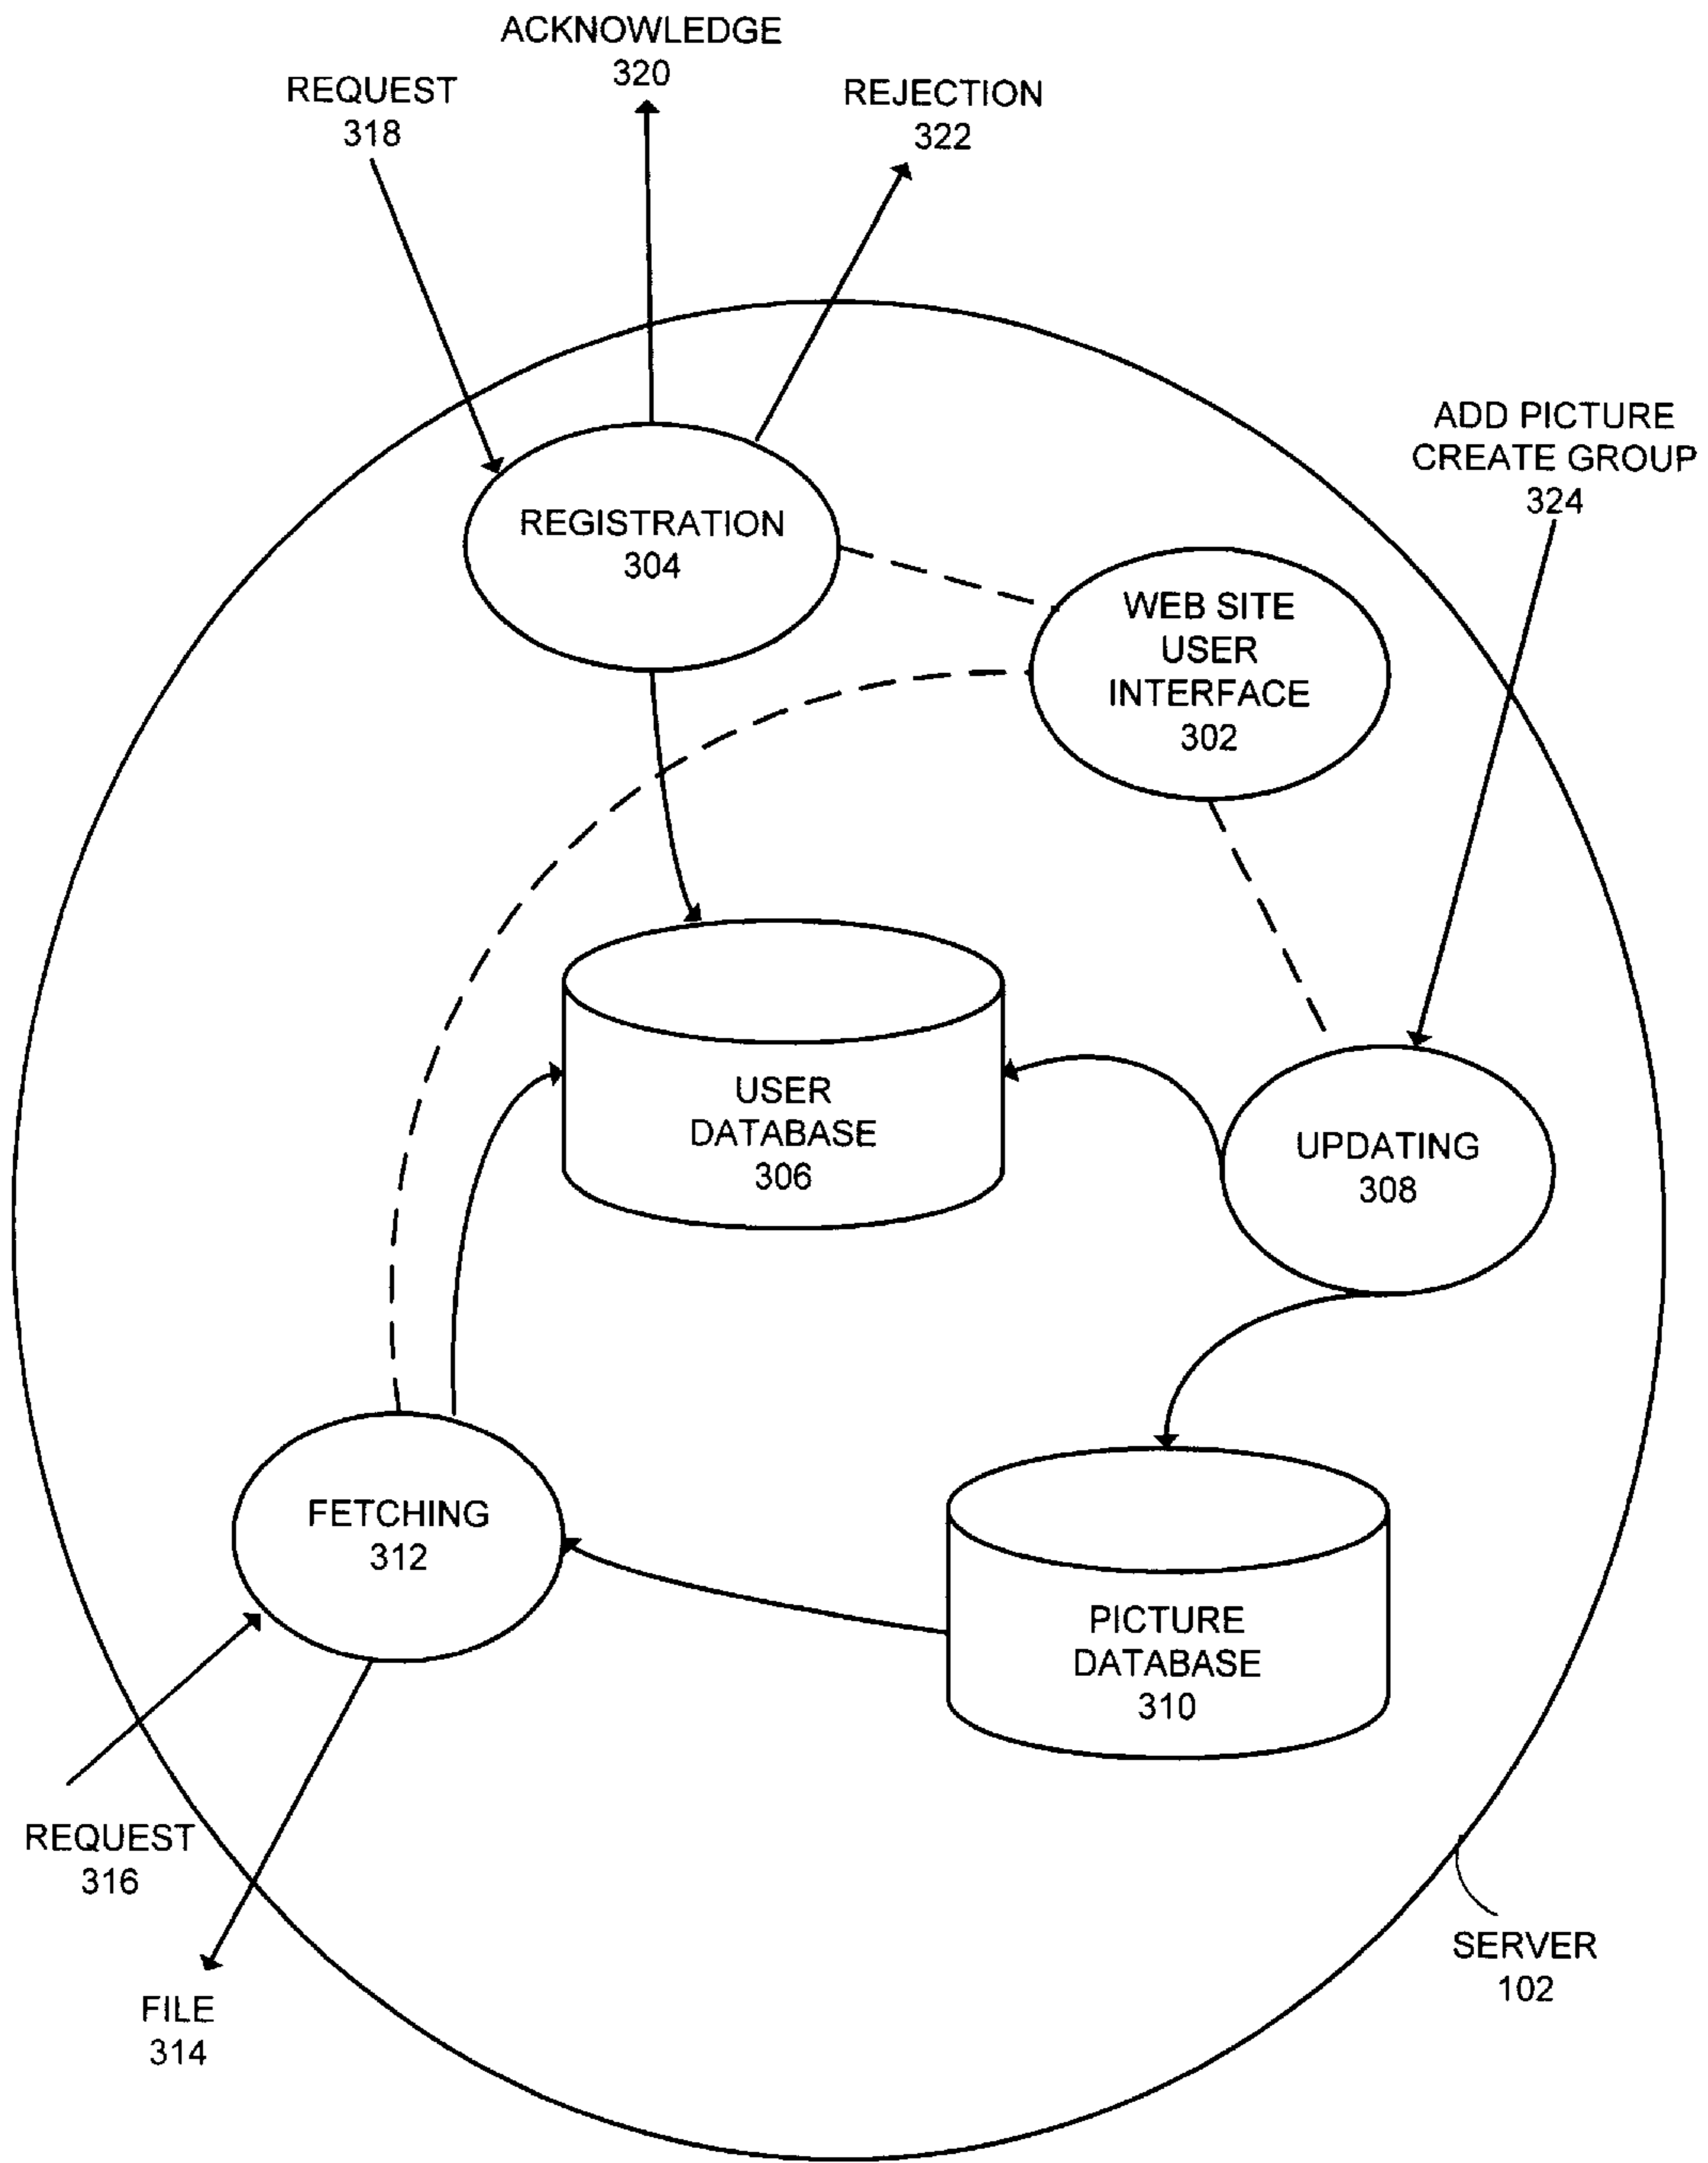 ACKNOWLEDGE
320
REQUEST
318
REJECTION
322
ADD PICTURE
CREATE GROUP
324
REGISTRATION
304
WEB SITE
USER
INTERFACE
302
USER
DATABASE
306
UPDATING
308
FETCHING
312
PICTURE
DATABASE
310
REQUEST
316
SERVER
102
FILE
314